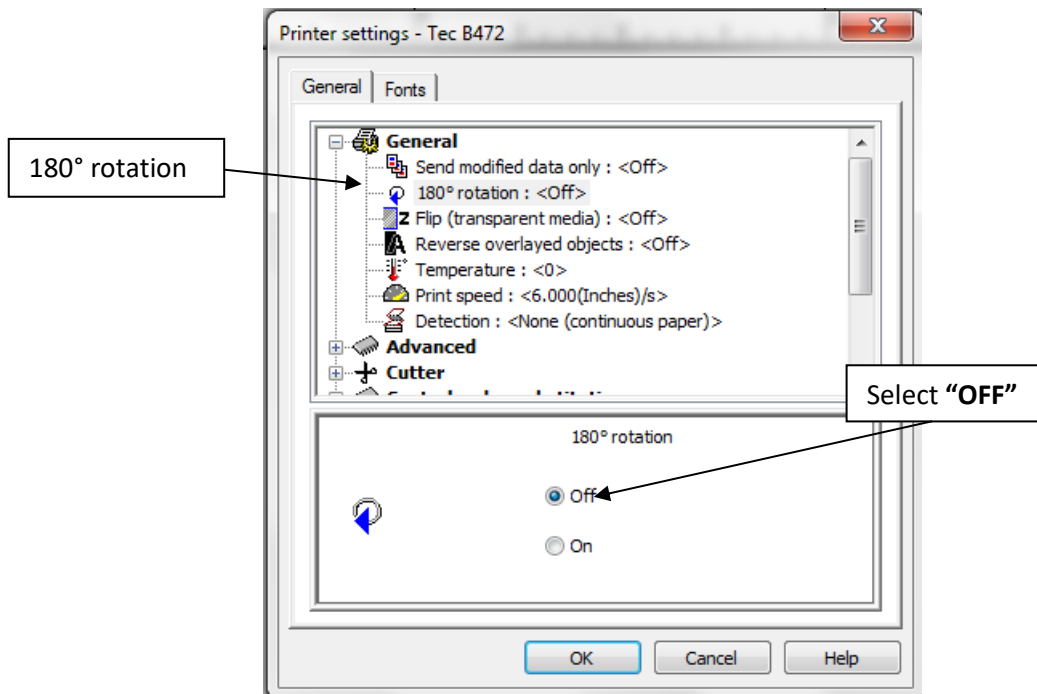 Printer settings - Tec B472
General Fonts
General
Send modified data only : <Off>
180° rotation
180° rotation : <Off>
Z Flip (transparent media) : <Off>
A Reverse overlayed objects : <Off>
Temperature : <0>
Print speed : <6.000(Inches)/s>
Detection : <None (continuous paper)>
Advanced
Cutter
Select “OFF”
180° rotation
Off
On
OK Cancel Help